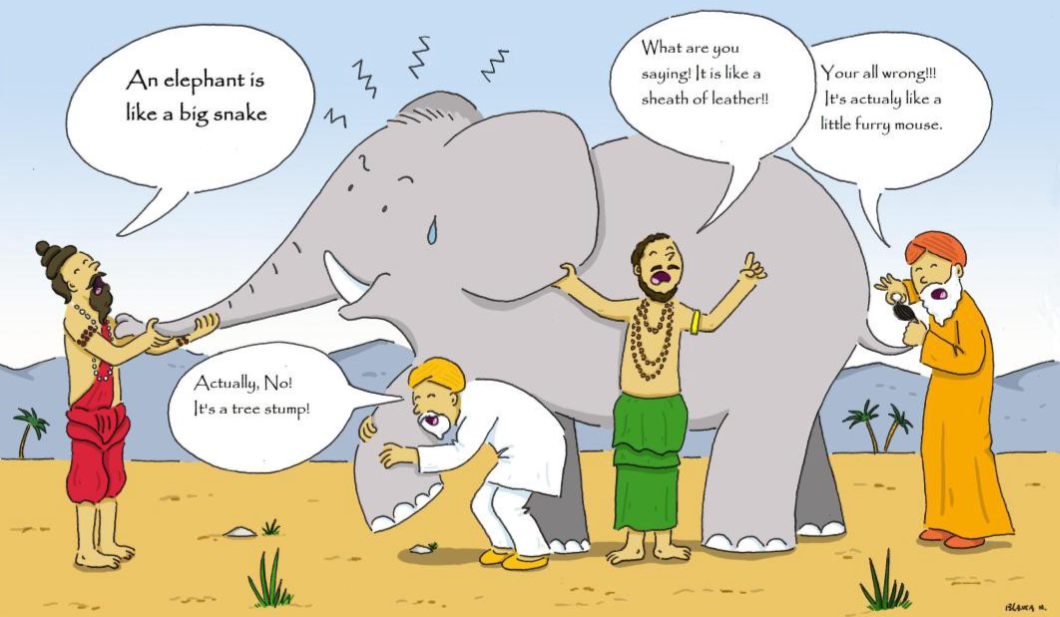 An elephant is
like a big snake
What are you
saying! It is like a
sheath of leather!!
Your all wrong!!!
It's actualy like a
little furry mouse.
Actually, No!
It's a tree stump!